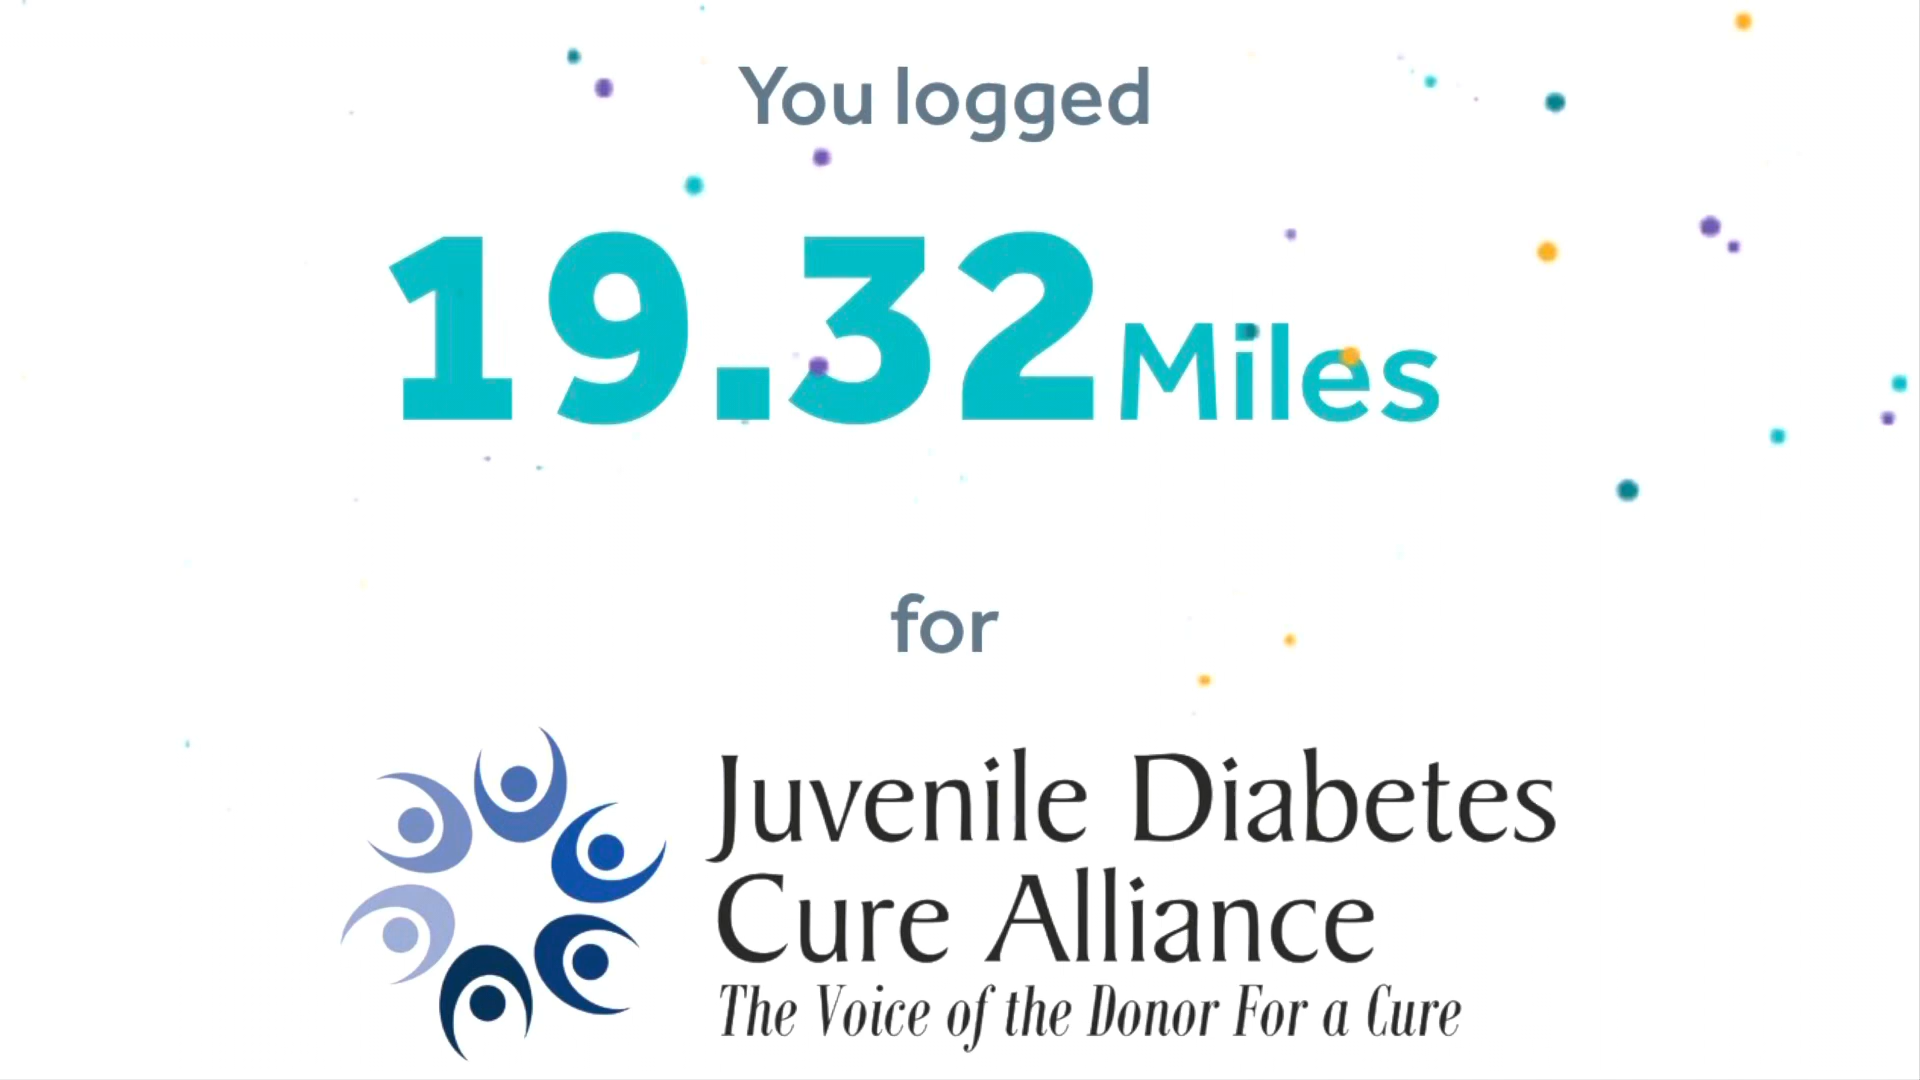 You logged
19.32 Miles
for
Juvenile Diabetes
Cure Alliance
The Voice of the Donor For a Cure